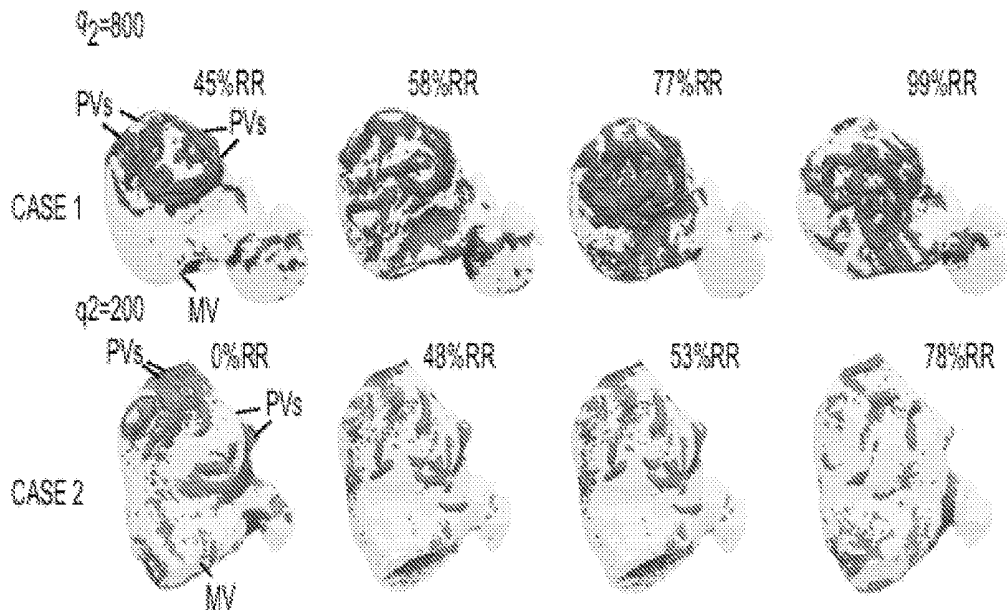 q2=800
45%RR 58%RR 77%RR 99%RR
PVs PVs
CASE 1
MV
q2=200
0%RR 48%RR 53%RR 78%RR
PVs
PVs
CASE 2
MV